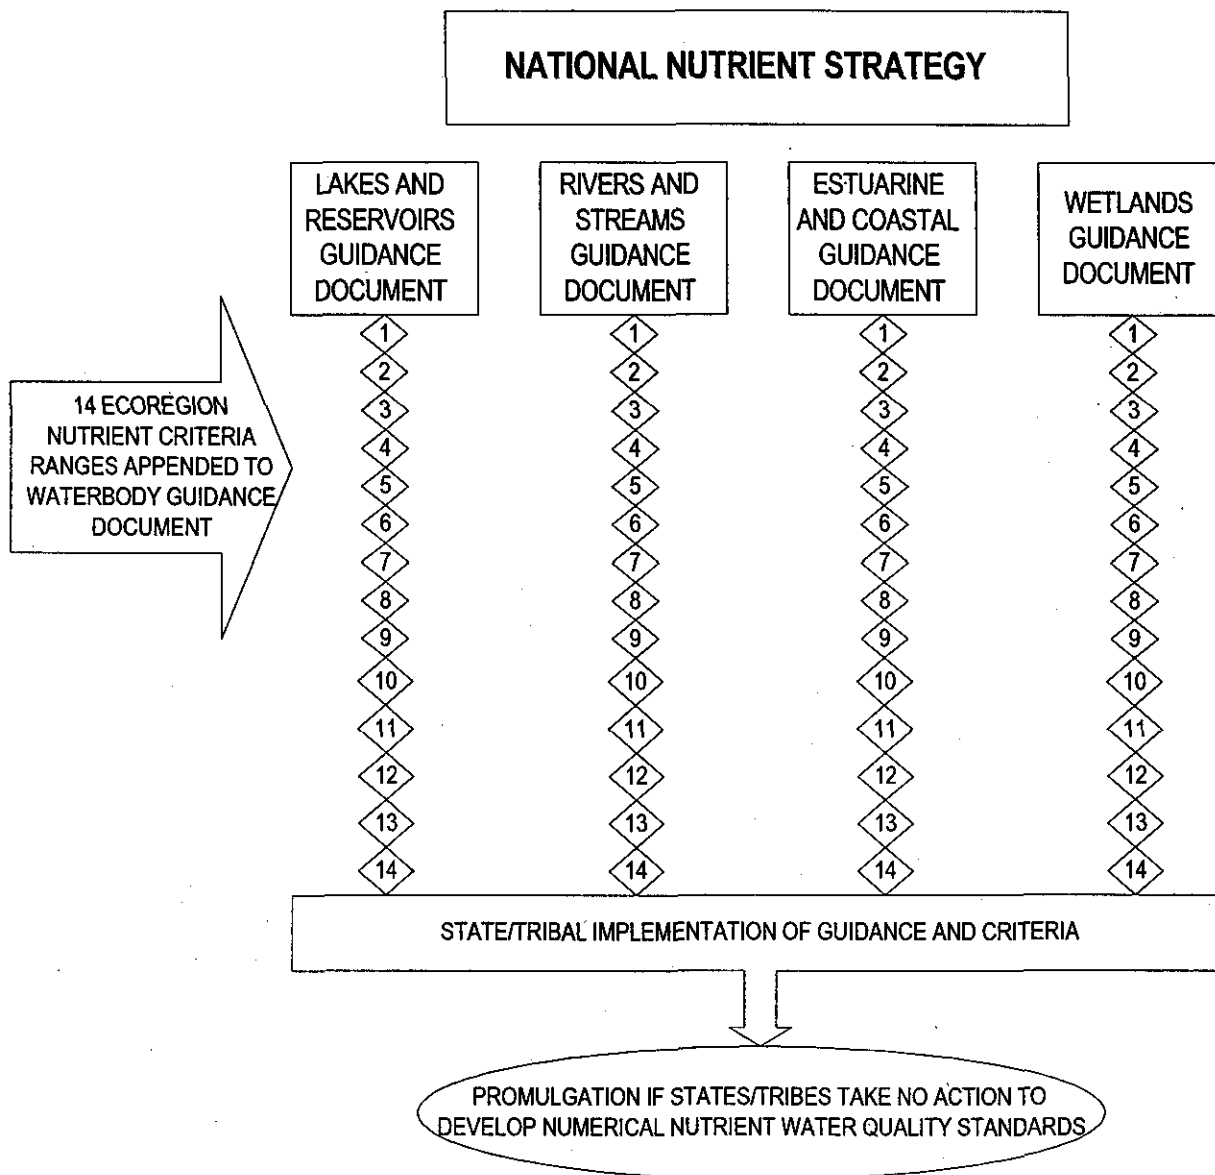 NATIONAL NUTRIENT STRATEGY
LAKES AND
RESERVOIRS
GUIDANCE
DOCUMENT
RIVERS AND
STREAMS
GUIDANCE
DOCUMENT
ESTUARINE
AND COASTAL
GUIDANCE
DOCUMENT
WETLANDS
GUIDANCE
DOCUMENT
14 ECOREGION
NUTRIENT CRITERIA
RANGES APPENDED TO
WATERBODY GUIDANCE
DOCUMENT
1 1 1 1
2 2 2 2
3 3 3 3
4 4 4 4
5 5 5 5
6 6 6 6
7 7 7 7
8 8 8 8
9 9 9 9
10 10 10 10
11 11 11 11
12 12 12 12
13 13 13 13
14 14 14 14
STATE/TRIBAL IMPLEMENTATION OF GUIDANCE AND CRITERIA
PROMULGATION IF STATES/TRIBES TAKE NO ACTION TO
DEVELOP NUMERICAL NUTRIENT WATER QUALITY STANDARDS